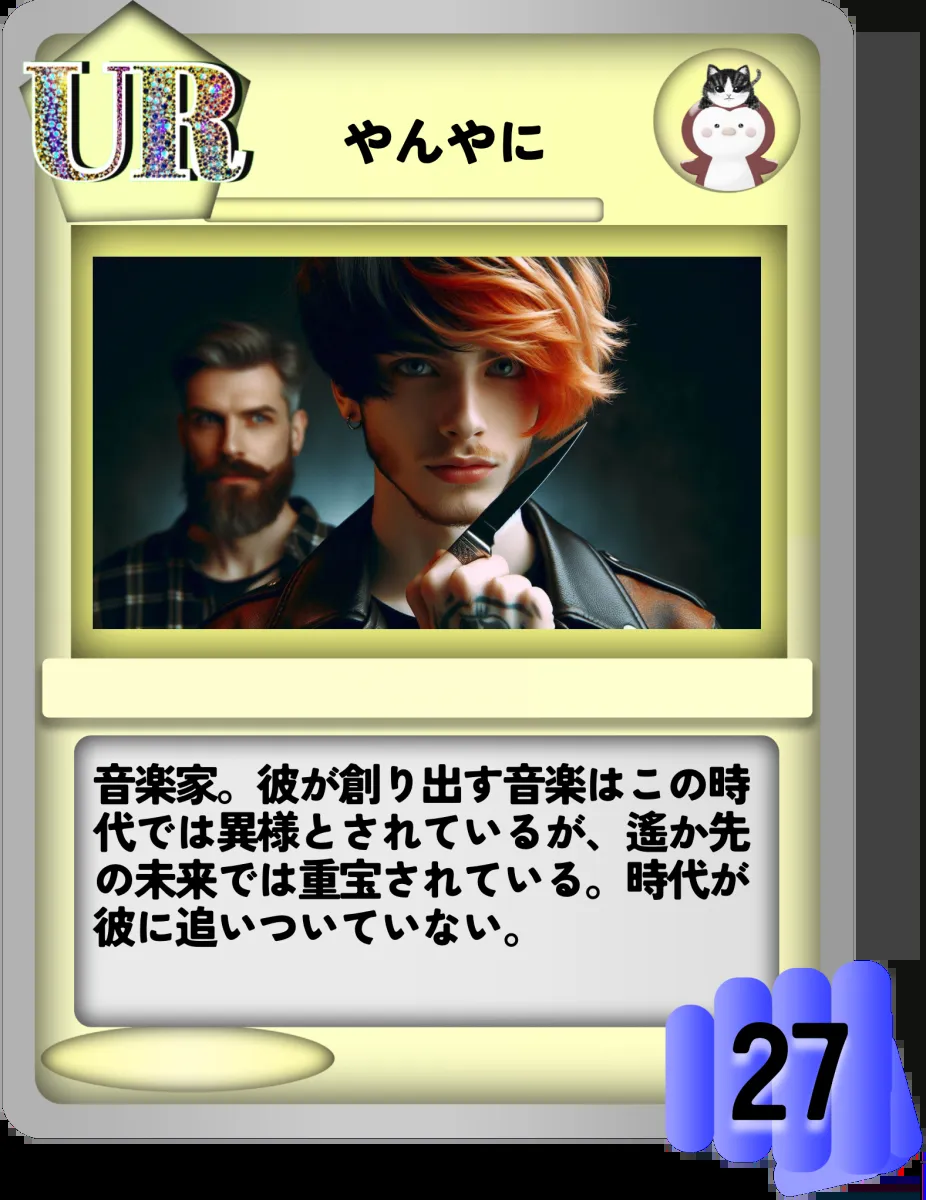 UR
やんやに
音楽家。彼が創り出す音楽はこの時
代では異様とされているが、遙か先
の未来では重宝されている。時代が
彼に追いついていない。
27